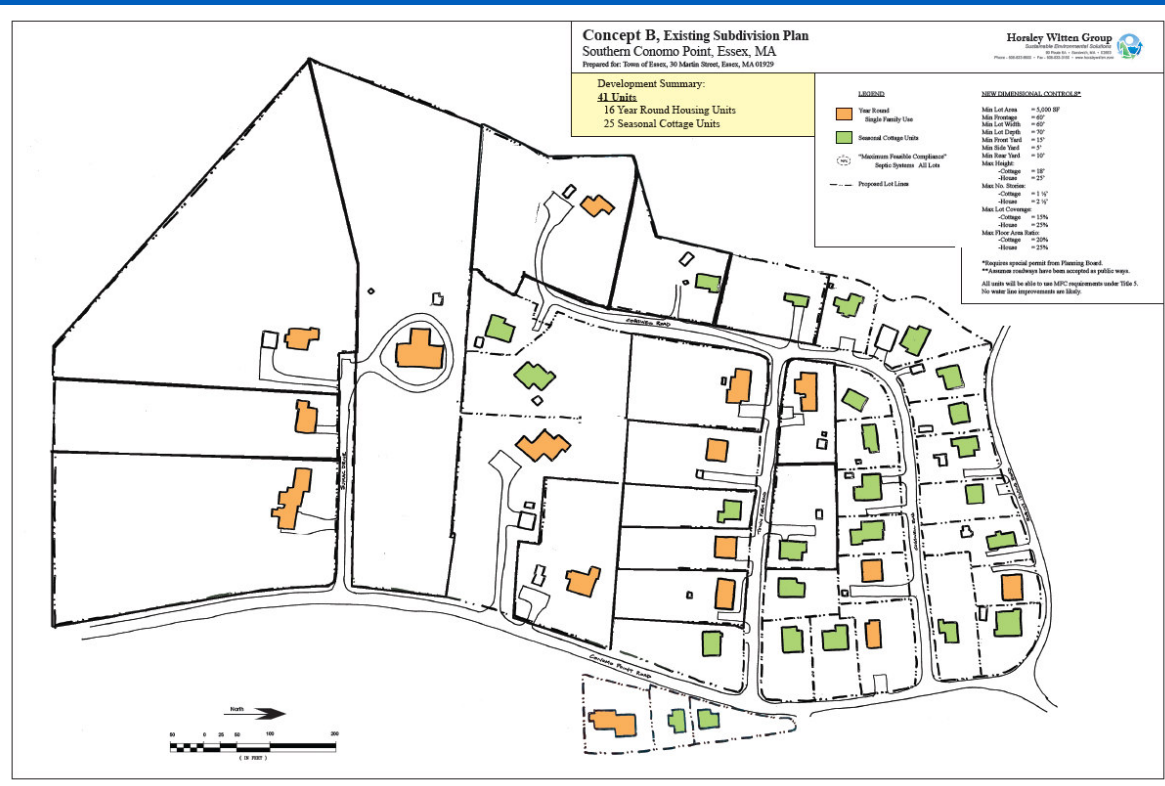 Concept B, Existing Subdivision Plan
Southern Conomo Point, Essex, MA
Prepared for: Town of Essex, 30 Martin Street, Essex, MA 01929
Horsley Witten Group
Sustainable Environmental Solutions
Development Summary:
41 Units
16 Year Round Housing Units
25 Seasonal Cottage Units
LEGEND
Year Round
Single Family Use
Seasonal Cottage Units
"Maximum Feasible Compliance"
Septic Systems All Lots
Proposed Lot Lines
NEW DIMENSIONAL CONTROLS*
Min Lot Area = 5,000 SF
Min Frontage = 60'
Min Lot Width = 60'
Min Lot Depth = 70'
Min Front Yard = 15'
Min Side Yard = 5'
Min Rear Yard = 10'
Max Height:
-Cottage = 18'
-House = 25'
Max No. Stories:
-Cottage = 1 ½'
-House = 2 ½'
Max Lot Coverage:
-Cottage = 15%
-House = 25%
Max Floor Area Ratio:
-Cottage = 20%
-House = 25%
*Requires special permit from Planning Board.
**Assumes roadways have been accepted as public ways.
All units will be able to use MFC requirements under Title 5.
No water line improvements are likely.
Conomo Point Road
North
50 0 25 50 100 200
( IN FEET )